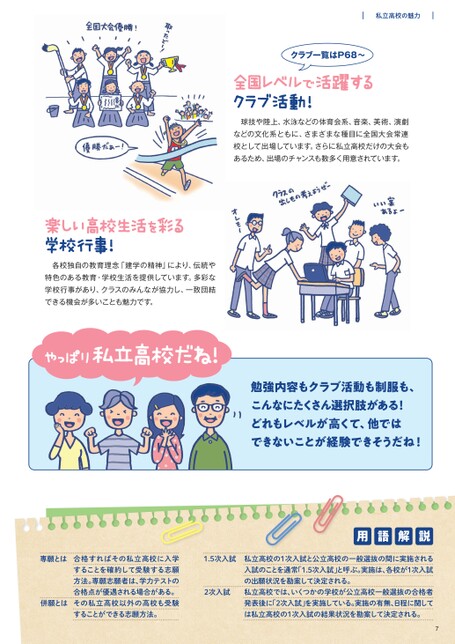 私立高校の魅力
全国大会優勝!
やったぞ!
優勝だぁー!
クラブ一覧はP68〜
全国レベルで活躍する
クラブ活動!
球技や陸上、水泳などの体育会系、音楽、美術、演劇
などの文化系ともに、さまざまな種目に全国大会常連
校として出場しています。さらに私立高校だけの大会も
あるため、出場のチャンスも数多く用意されています。
楽しい高校生活を彩る
学校行事!
各校独自の教育理念「建学の精神」により、伝統や
特色のある教育・学校生活を提供しています。多彩な
学校行事があり、クラスのみんなが協力し、一致団結
できる機会が多いことも魅力です。
クラスの
出しもの考えようぜー
オレも!
いい案
あるよー
やっぱり私立高校だね!
勉強内容もクラブ活動も制服も、
こんなにたくさん選択肢がある!
どれもレベルが高くて、他では
できないことが経験できそうだね!
用語解説
専願とは 合格すればその私立高校に入学
することを確約して受験する志願
方法。専願志願者は、学力テストの
合格点が優遇される場合がある。
併願とは その私立高校以外の高校も受験
することができる志願方法。
1.5次入試 私立高校の1次入試と公立高校の一般選抜の間に実施される
入試のことを通常「1.5次入試」と呼ぶ。実施は、各校が1次入試
の出願状況を勘案して決定される。
2次入試 私立高校では、いくつかの学校が公立高校一般選抜の合格者
発表後に「2次入試」を実施している。実施の有無、日程に関して
は私立高校の1次入試の結果状況を勘案して決定される。
7